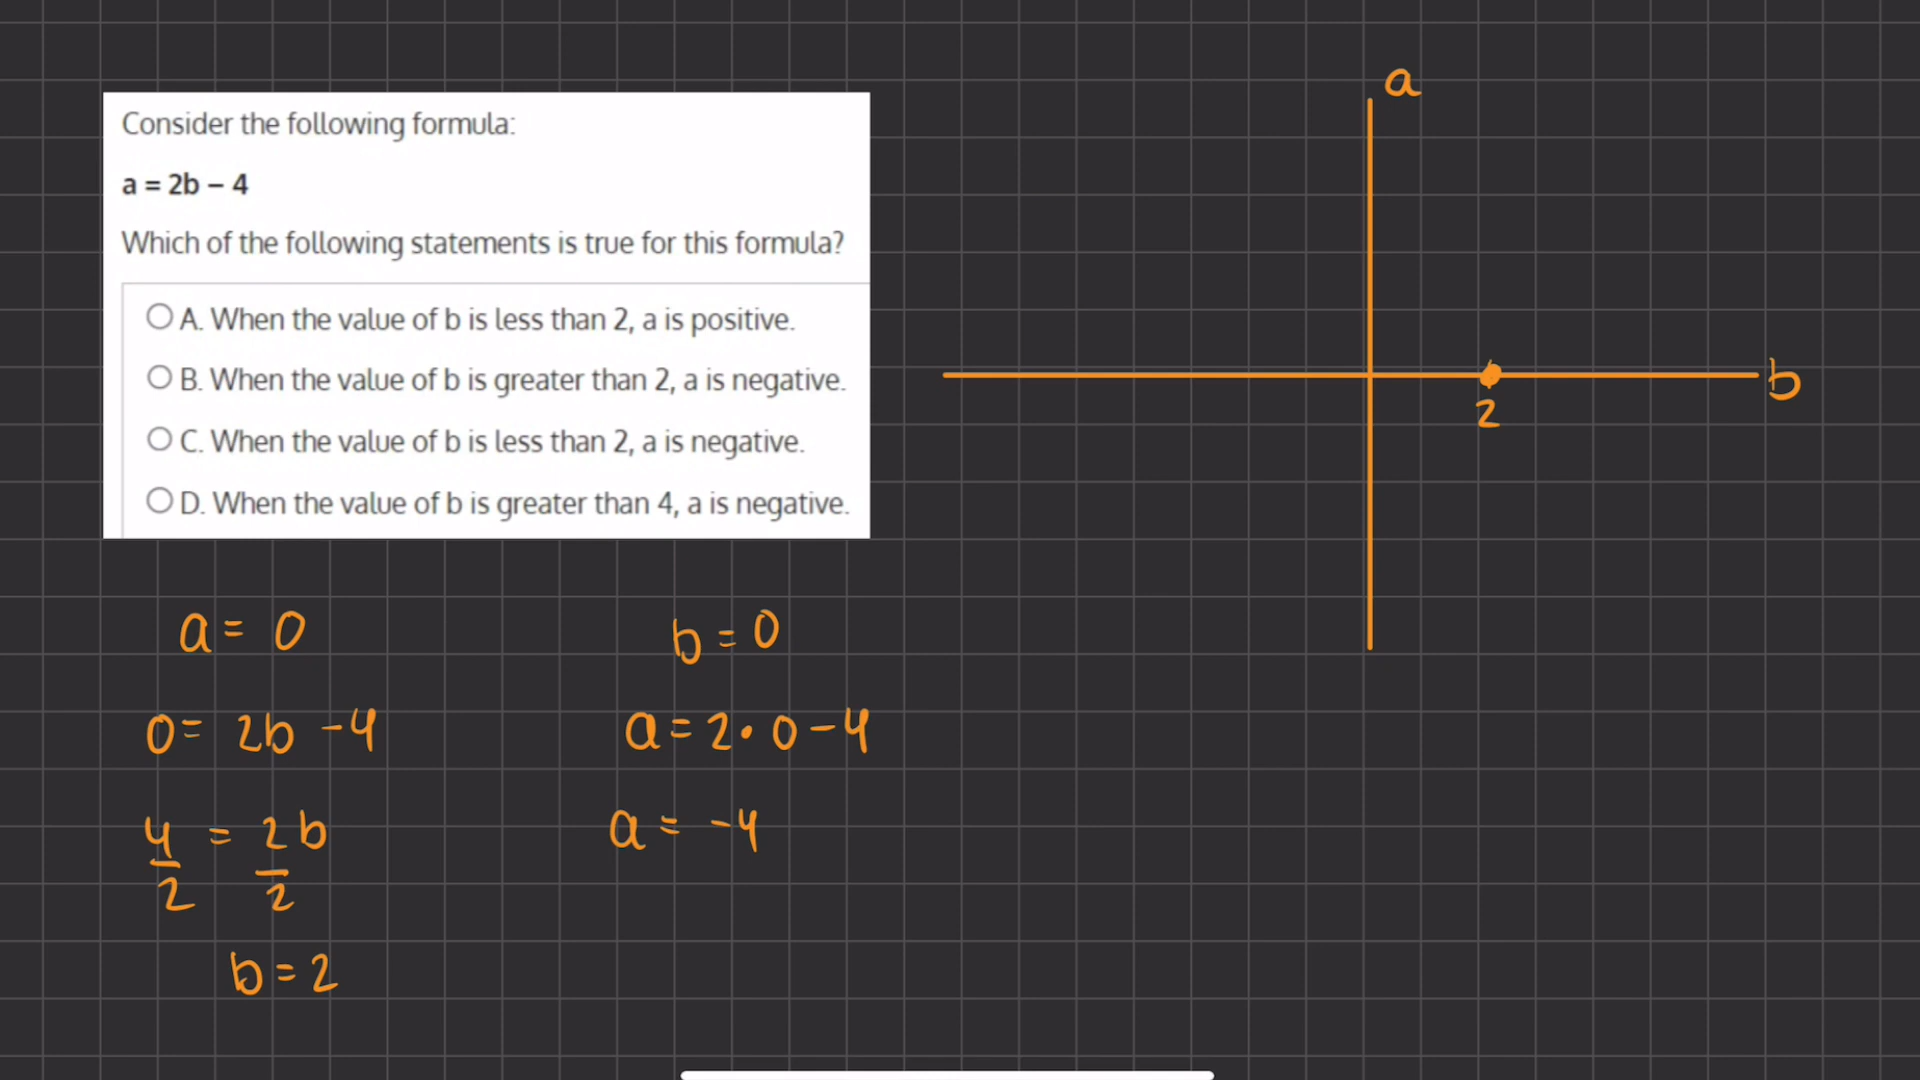 Consider the following formula:
a = 2b – 4
Which of the following statements is true for this formula?
A. When the value of b is less than 2, a is positive.
B. When the value of b is greater than 2, a is negative.
C. When the value of b is less than 2, a is negative.
D. When the value of b is greater than 4, a is negative.
a
b
2
a = 0
0 = 2b - 4
4/2 = 2b/2
b = 2
b = 0
a = 2 • 0 - 4
a = -4